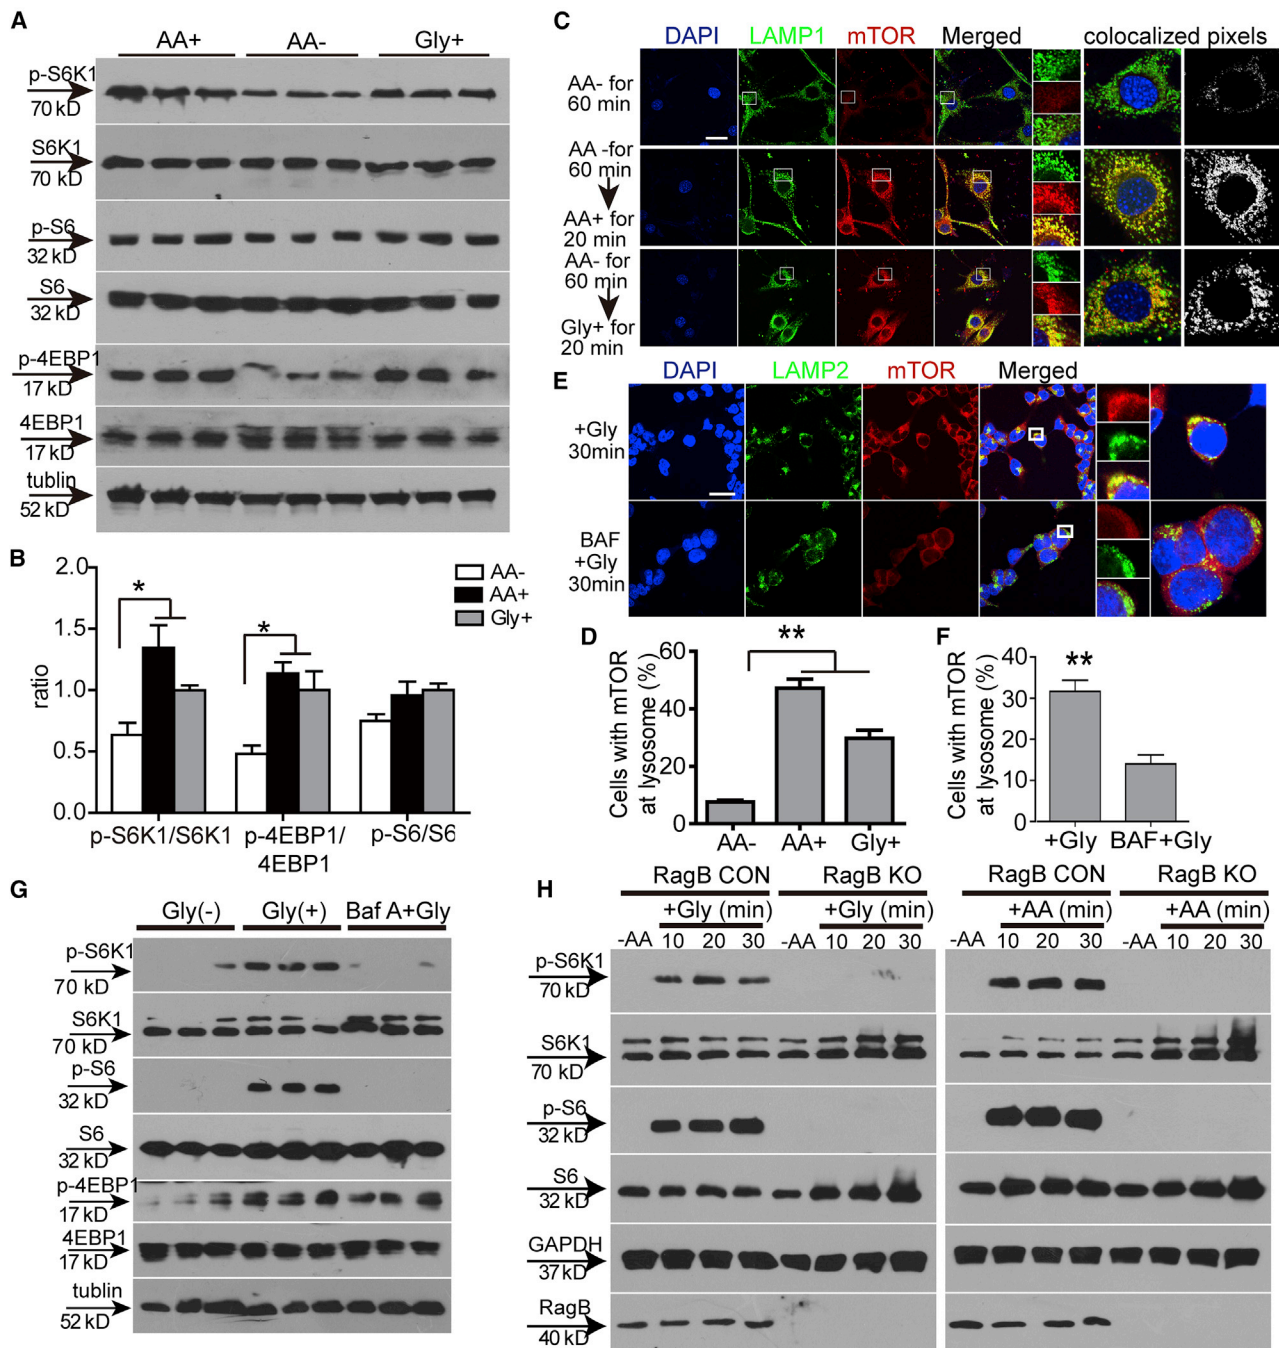 A
AA+ AA- Gly+
p-S6K1
70 kD
S6K1
70 kD
p-S6
32 kD
S6
32 kD
p-4EBP1
17 kD
4EBP1
17 kD
tublin
52 kD
B
2.0
1.5
1.0
0.5
0.0
ratio
*
*
AA-
AA+
Gly+
p-S6K1/S6K1
p-4EBP1/
4EBP1
p-S6/S6
C
DAPI LAMP1 mTOR Merged colocalized pixels
AA- for
60 min
AA -for
60 min
AA+ for
20 min
AA- for
60 min
Gly+ for
20 min
E
DAPI LAMP2 mTOR Merged
+Gly
30min
BAF
+Gly
30min
D
Cells with mTOR
at lysosome (%)
60
40
20
0
**
AA- AA+ Gly+
F
Cells with mTOR
at lysosome (%)
40
30
20
10
0
**
+Gly BAF+Gly
G
Gly(-) Gly(+) Baf A+Gly
p-S6K1
70 kD
S6K1
70 kD
p-S6
32 kD
S6
32 kD
p-4EBP1
17 kD
4EBP1
17 kD
tublin
52 kD
H
RagB CON RagB KO RagB CON RagB KO
+Gly (min) +Gly (min) +AA (min) +AA (min)
-AA 10 20 30 -AA 10 20 30 -AA 10 20 30 -AA 10 20 30
p-S6K1
70 kD
S6K1
70 kD
p-S6
32 kD
S6
32 kD
GAPDH
37 kD
RagB
40 kD